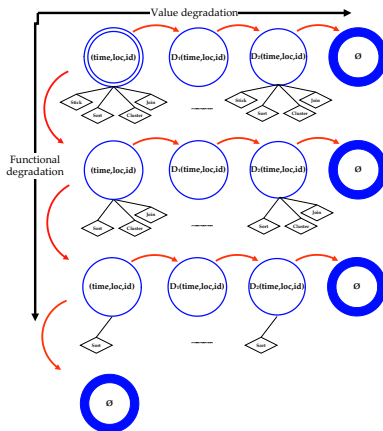 Value degradation
(time,loc,id)
D₁(time,loc,id)
D₂(time,loc,id)
Ø
Stick
Sort
Cluster
Join
Stick
Sort
Cluster
Join
Functional
degradation
(time,loc,id)
D₁(time,loc,id)
D₂(time,loc,id)
Ø
Sort
Cluster
Join
Sort
Cluster
Join
(time,loc,id)
D₁(time,loc,id)
D₂(time,loc,id)
Ø
Sort
Sort
Ø